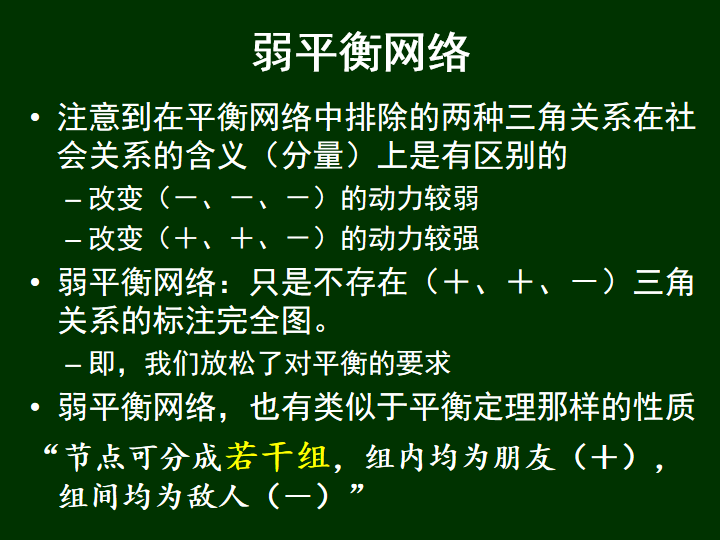 弱平衡网络
• 注意到在平衡网络中排除的两种三角关系在社
会关系的含义（分量）上是有区别的
– 改变（－、－、－）的动力较弱
– 改变（＋、＋、－）的动力较强
• 弱平衡网络：只是不存在（＋、＋、－）三角
关系的标注完全图。
– 即，我们放松了对平衡的要求
• 弱平衡网络，也有类似于平衡定理那样的性质
“节点可分成若干组，组内均为朋友（＋），
组间均为敌人（－）”